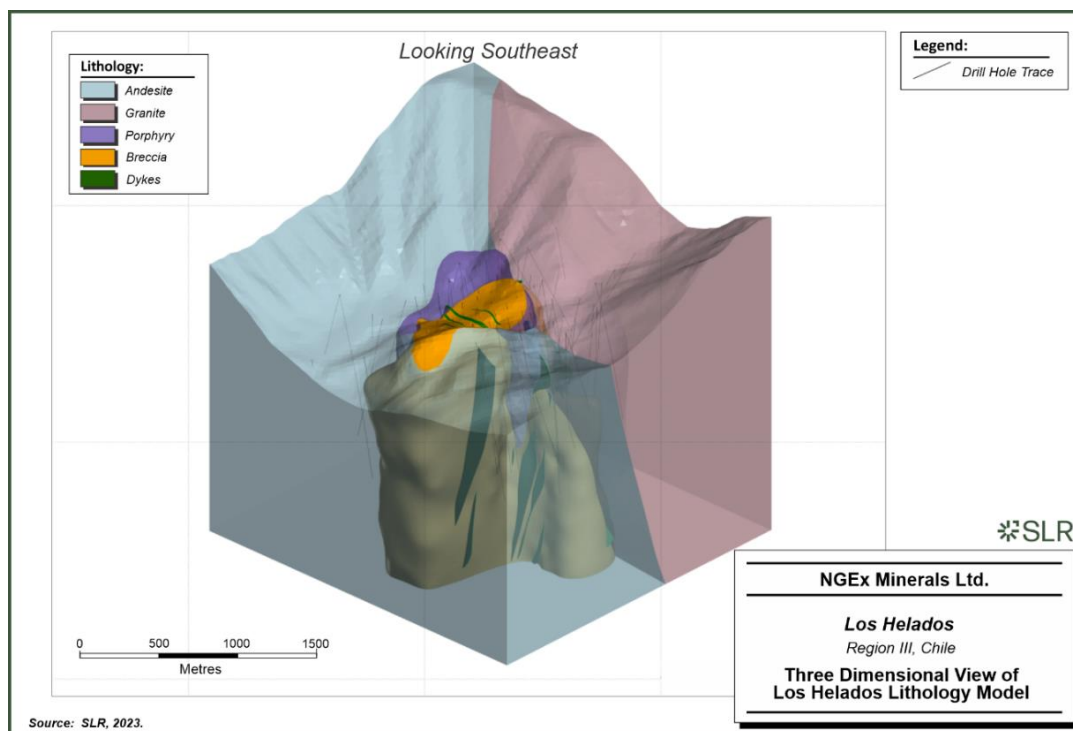 Looking Southeast
Lithology:
Andesite
Granite
Porphyry
Breccia
Dykes
Legend:
Drill Hole Trace
0 500 1000 1500
Metres
SLR
NGEx Minerals Ltd.
Los Helados
Region III, Chile
Three Dimensional View of
Los Helados Lithology Model
Source: SLR, 2023.